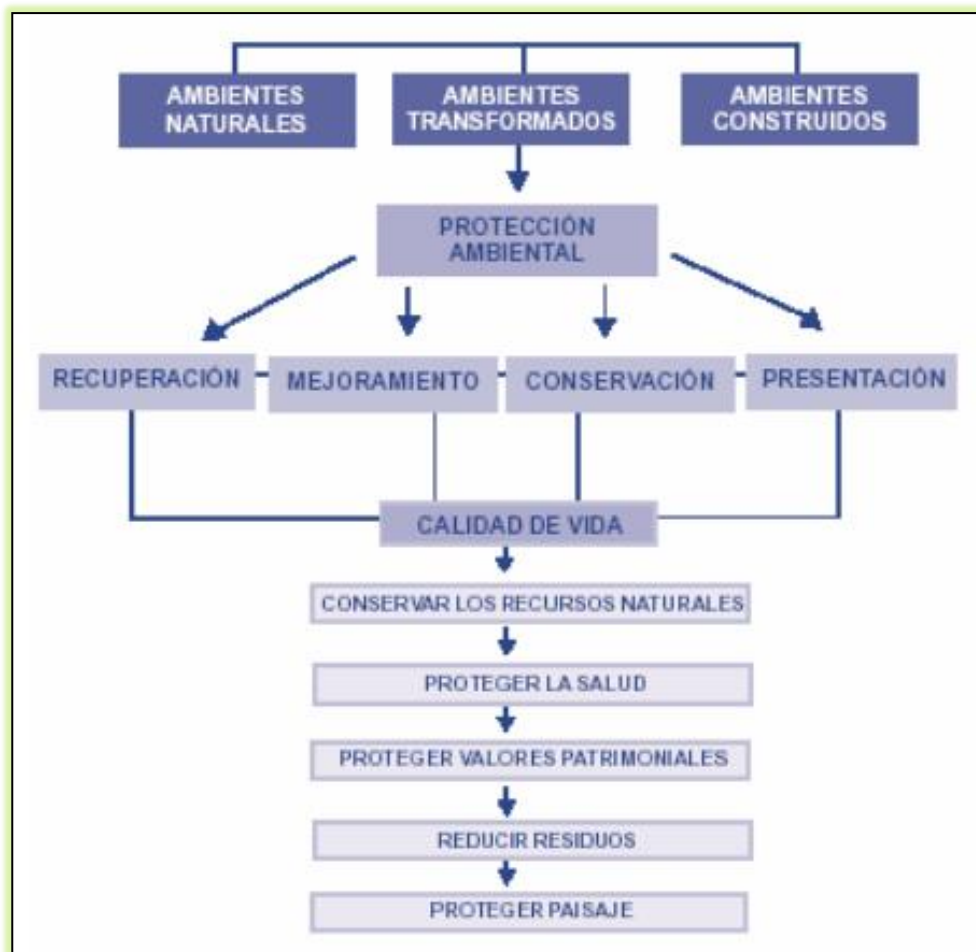 AMBIENTES
NATURALES
AMBIENTES
TRANSFORMADOS
AMBIENTES
CONSTRUIDOS
PROTECCIÓN
AMBIENTAL
RECUPERACIÓN
MEJORAMIENTO
CONSERVACIÓN
PRESENTACIÓN
CALIDAD DE VIDA
CONSERVAR LOS RECURSOS NATURALES
PROTEGER LA SALUD
PROTEGER VALORES PATRIMONIALES
REDUCIR RESIDUOS
PROTEGER PAISAJE